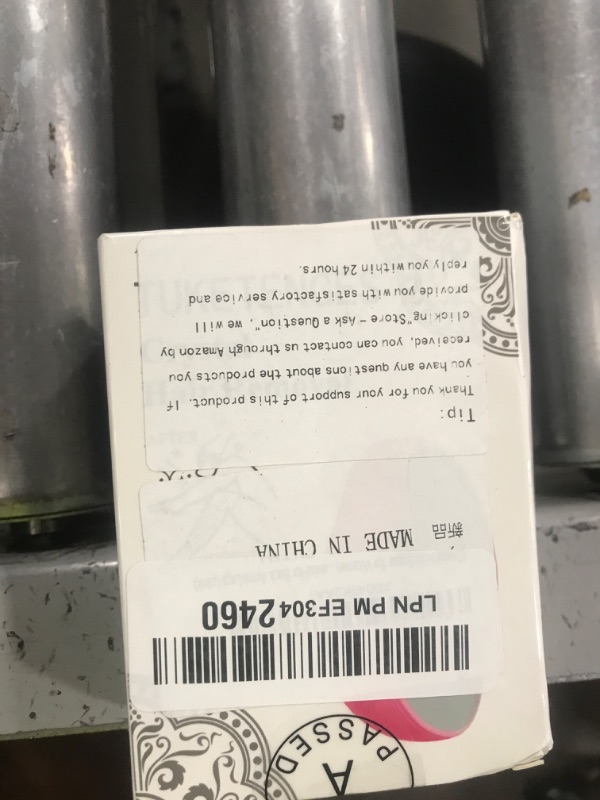 Tip:
Thank you for your support of this product. If
you have any questions about the products you
received, you can contact us through Amazon by
clicking"Store - Ask a Question", we will
provide you with satisfactory service and
reply you within 24 hours.
新品 MADE IN CHINA
LPN PM EF3042460
PASSED
A